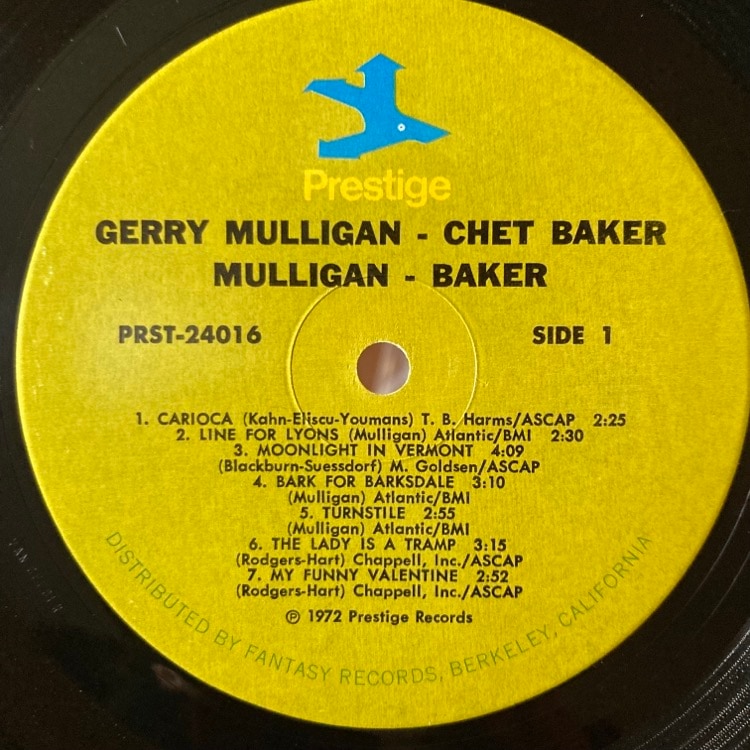 Prestige
GERRY MULLIGAN - CHET BAKER
MULLIGAN - BAKER
PRST-24016 SIDE 1
1. CARIOCA (Kahn-Eliscu-Youmans) T. B. Harms/ASCAP 2:25
2. LINE FOR LYONS (Mulligan) Atlantic/BMI 2:30
3. MOONLIGHT IN VERMONT 4:09
(Blackburn-Suessdorf) M. Goldsen/ASCAP
4. BARK FOR BARKSDALE 3:10
(Mulligan) Atlantic/BMI
5. TURNSTILE 2:55
(Mulligan) Atlantic/BMI
6. THE LADY IS A TRAMP 3:15
(Rodgers-Hart) Chappell, Inc./ASCAP
7. MY FUNNY VALENTINE 2:52
(Rodgers-Hart) Chappell, Inc./ASCAP
℗ 1972 Prestige Records
DISTRIBUTED BY FANTASY RECORDS, BERKELEY, CALIFORNIA